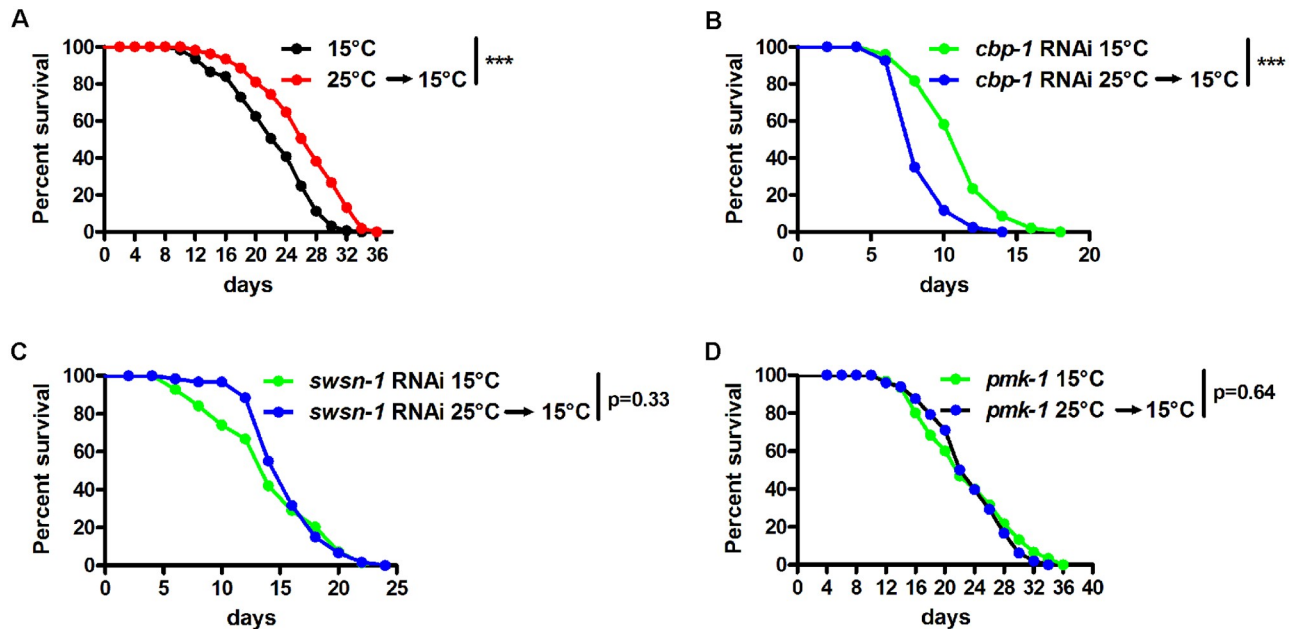 A
15°C
25°C → 15°C
***
Percent survival
100
80
60
40
20
0
0 4 8 12 16 20 24 28 32 36
days
B
cbp-1 RNAi 15°C
cbp-1 RNAi 25°C → 15°C
***
Percent survival
100
80
60
40
20
0
0 5 10 15 20
days
C
swsn-1 RNAi 15°C
swsn-1 RNAi 25°C → 15°C
p=0.33
Percent survival
100
80
60
40
20
0
0 5 10 15 20 25
days
D
pmk-1 15°C
pmk-1 25°C → 15°C
p=0.64
Percent survival
100
80
60
40
20
0
0 4 8 12 16 20 24 28 32 36 40
days